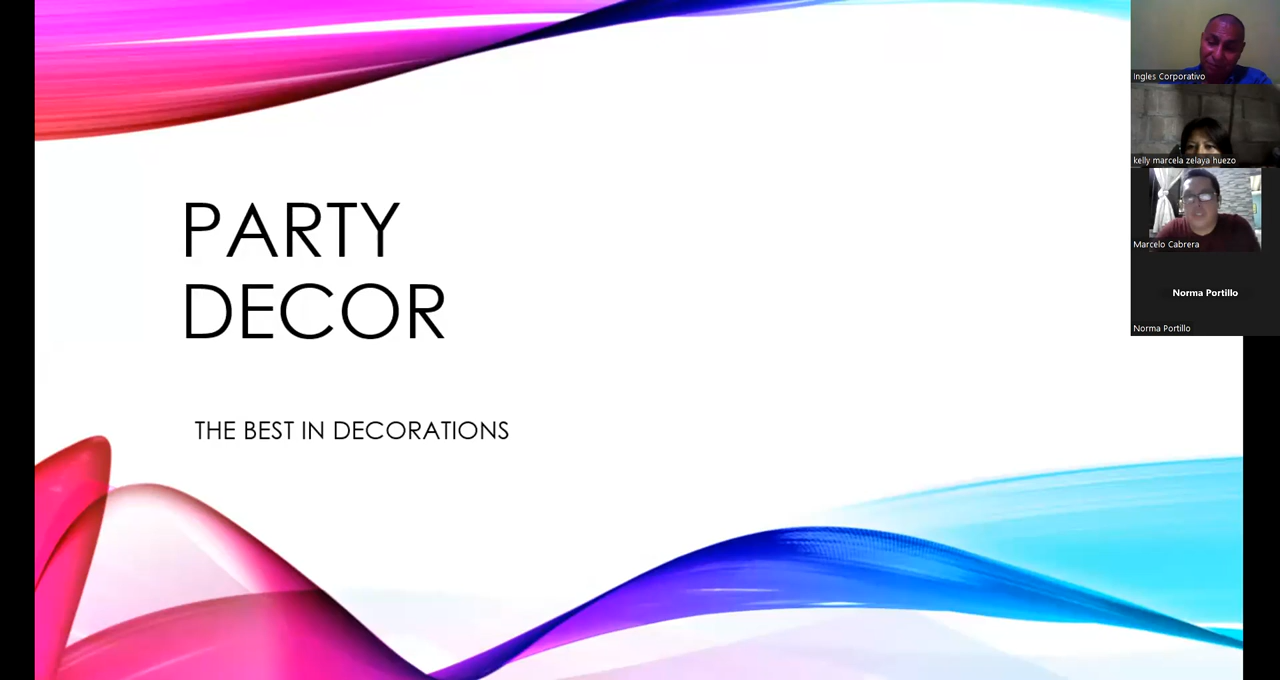 PARTY
DECOR
THE BEST IN DECORATIONS
Ingles Corporativo
kelly marcela zelaya huezo
Marcelo Cabrera
Norma Portillo
Norma Portillo